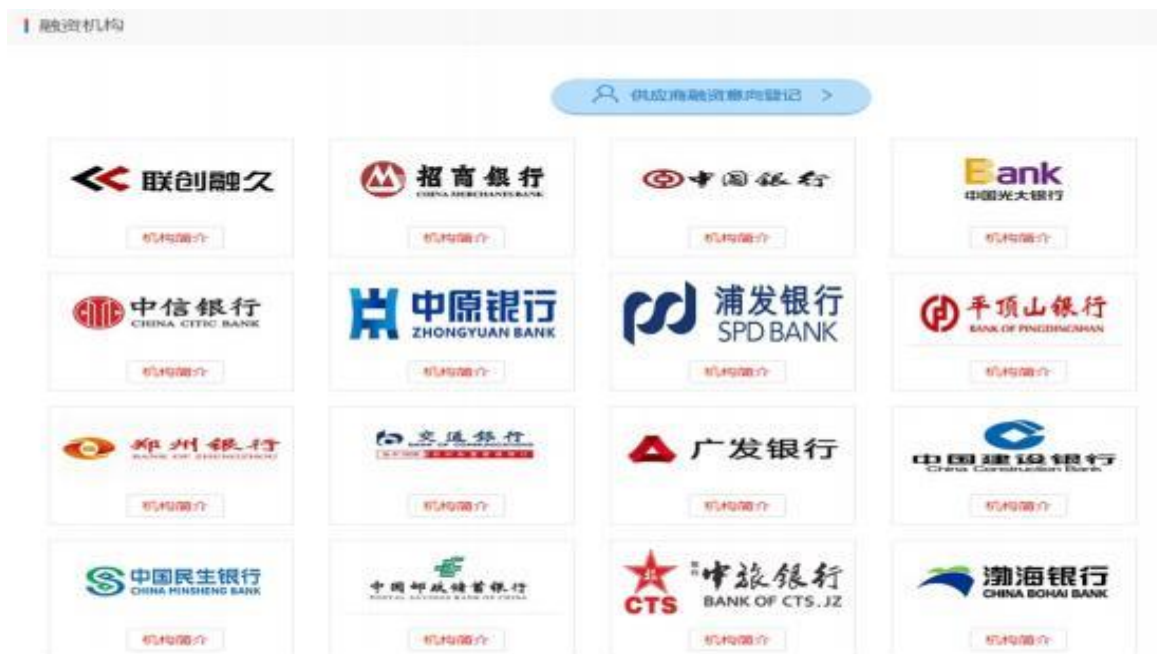 融资机构
供应商融资意向登记 >
联创融久
招商银行
CHINA MERCHANTS BANK
机构简介
中国银行
机构简介
Bank
中国光大银行
机构简介
机构简介
中信银行
CHINA CITIC BANK
机构简介
中原银行
ZHONGYUAN BANK
机构简介
浦发银行
SPD BANK
机构简介
平顶山银行
BANK OF PINGDINGSHAN
机构简介
郑州银行
BANK OF ZHENGZHOU
机构简介
交通银行
BANK OF COMMUNICATIONS
机构简介
广发银行
机构简介
中国建设银行
China Construction Bank
机构简介
中国民生银行
CHINA MINSHENG BANK
机构简介
中国邮政储蓄银行
POSTAL SAVINGS BANK OF CHINA
机构简介
中旅银行
CTS
BANK OF CTS.JZ
机构简介
渤海银行
CHINA BOHAI BANK
机构简介